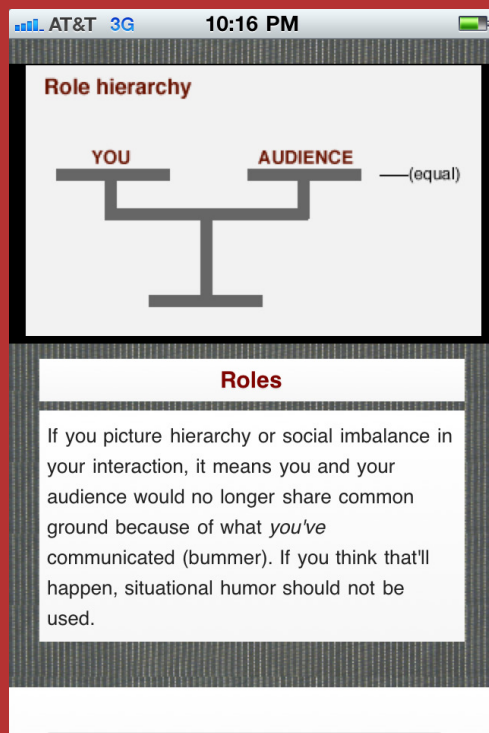 AT&T 3G 10:16 PM
Role hierarchy
YOU AUDIENCE (equal)
Roles
If you picture hierarchy or social imbalance in
your interaction, it means you and your
audience would no longer share common
ground because of what you've
communicated (bummer). If you think that'll
happen, situational humor should not be
used.